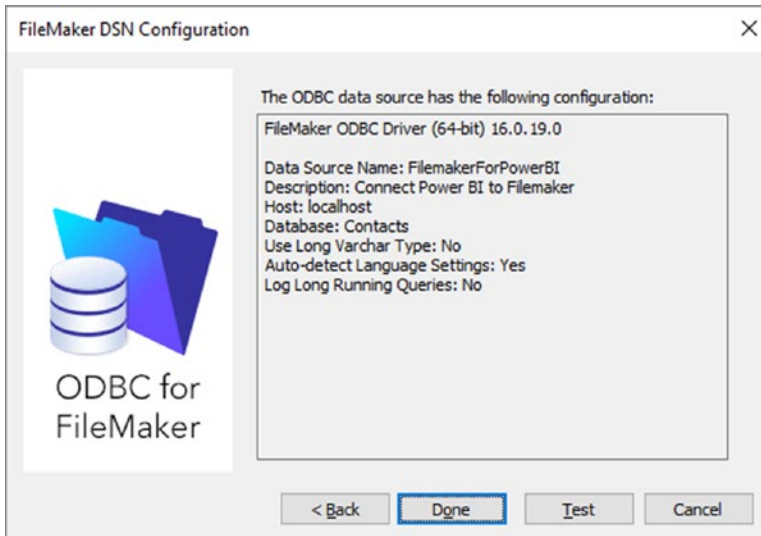 FileMaker DSN Configuration
The ODBC data source has the following configuration:
FileMaker ODBC Driver (64-bit) 16.0.19.0
Data Source Name: FilemakerForPowerBI
Description: Connect Power BI to Filemaker
Host: localhost
Database: Contacts
Use Long Varchar Type: No
Auto-detect Language Settings: Yes
Log Long Running Queries: No
ODBC for
FileMaker
< Back
Done
Test
Cancel